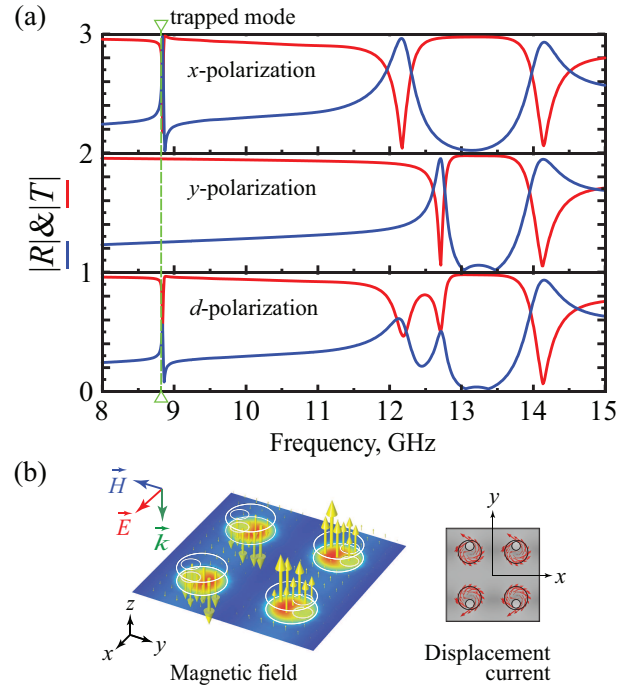 (a)
trapped mode
3
x-polarization
2
y-polarization
|R|&|T|
1
d-polarization
0
8 9 10 11 12 13 14 15
Frequency, GHz
(b)
H
E
k
z
x y
Magnetic field
y
x
Displacement
current